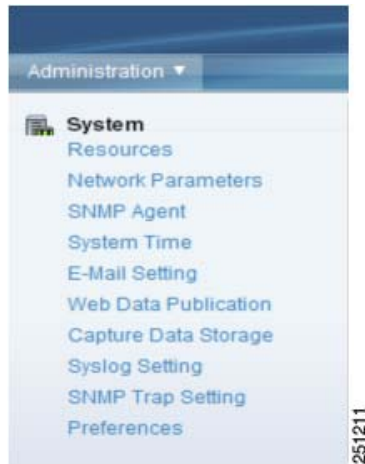 Administration ▼
System
Resources
Network Parameters
SNMP Agent
System Time
E-Mail Setting
Web Data Publication
Capture Data Storage
Syslog Setting
SNMP Trap Setting
Preferences
251211